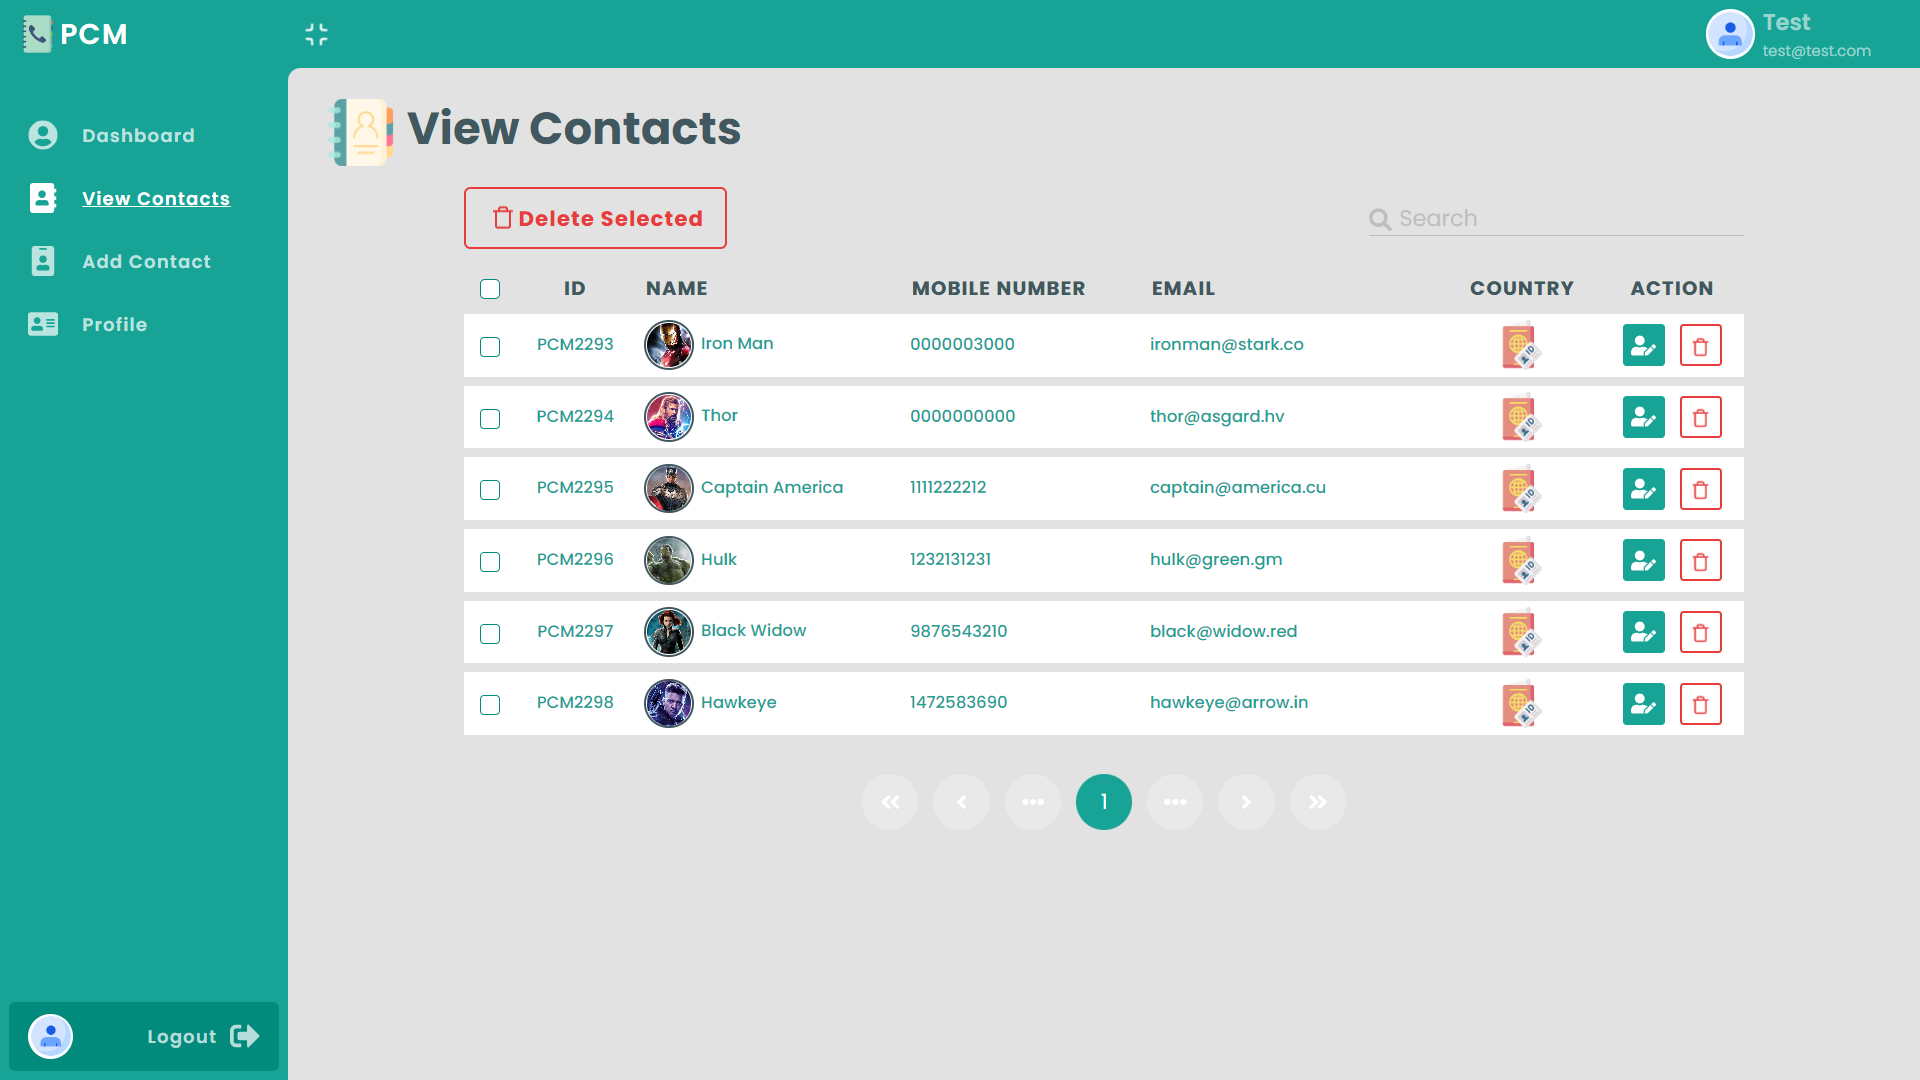 PCM
Test
test@test.com
Dashboard
View Contacts
Add Contact
Profile
Logout
View Contacts
Delete Selected
Search
ID NAME MOBILE NUMBER EMAIL COUNTRY ACTION
PCM2293 Iron Man 0000003000 ironman@stark.co
PCM2294 Thor 0000000000 thor@asgard.hv
PCM2295 Captain America 1111222212 captain@america.cu
PCM2296 Hulk 1232131231 hulk@green.gm
PCM2297 Black Widow 9876543210 black@widow.red
PCM2298 Hawkeye 1472583690 hawkeye@arrow.in
1